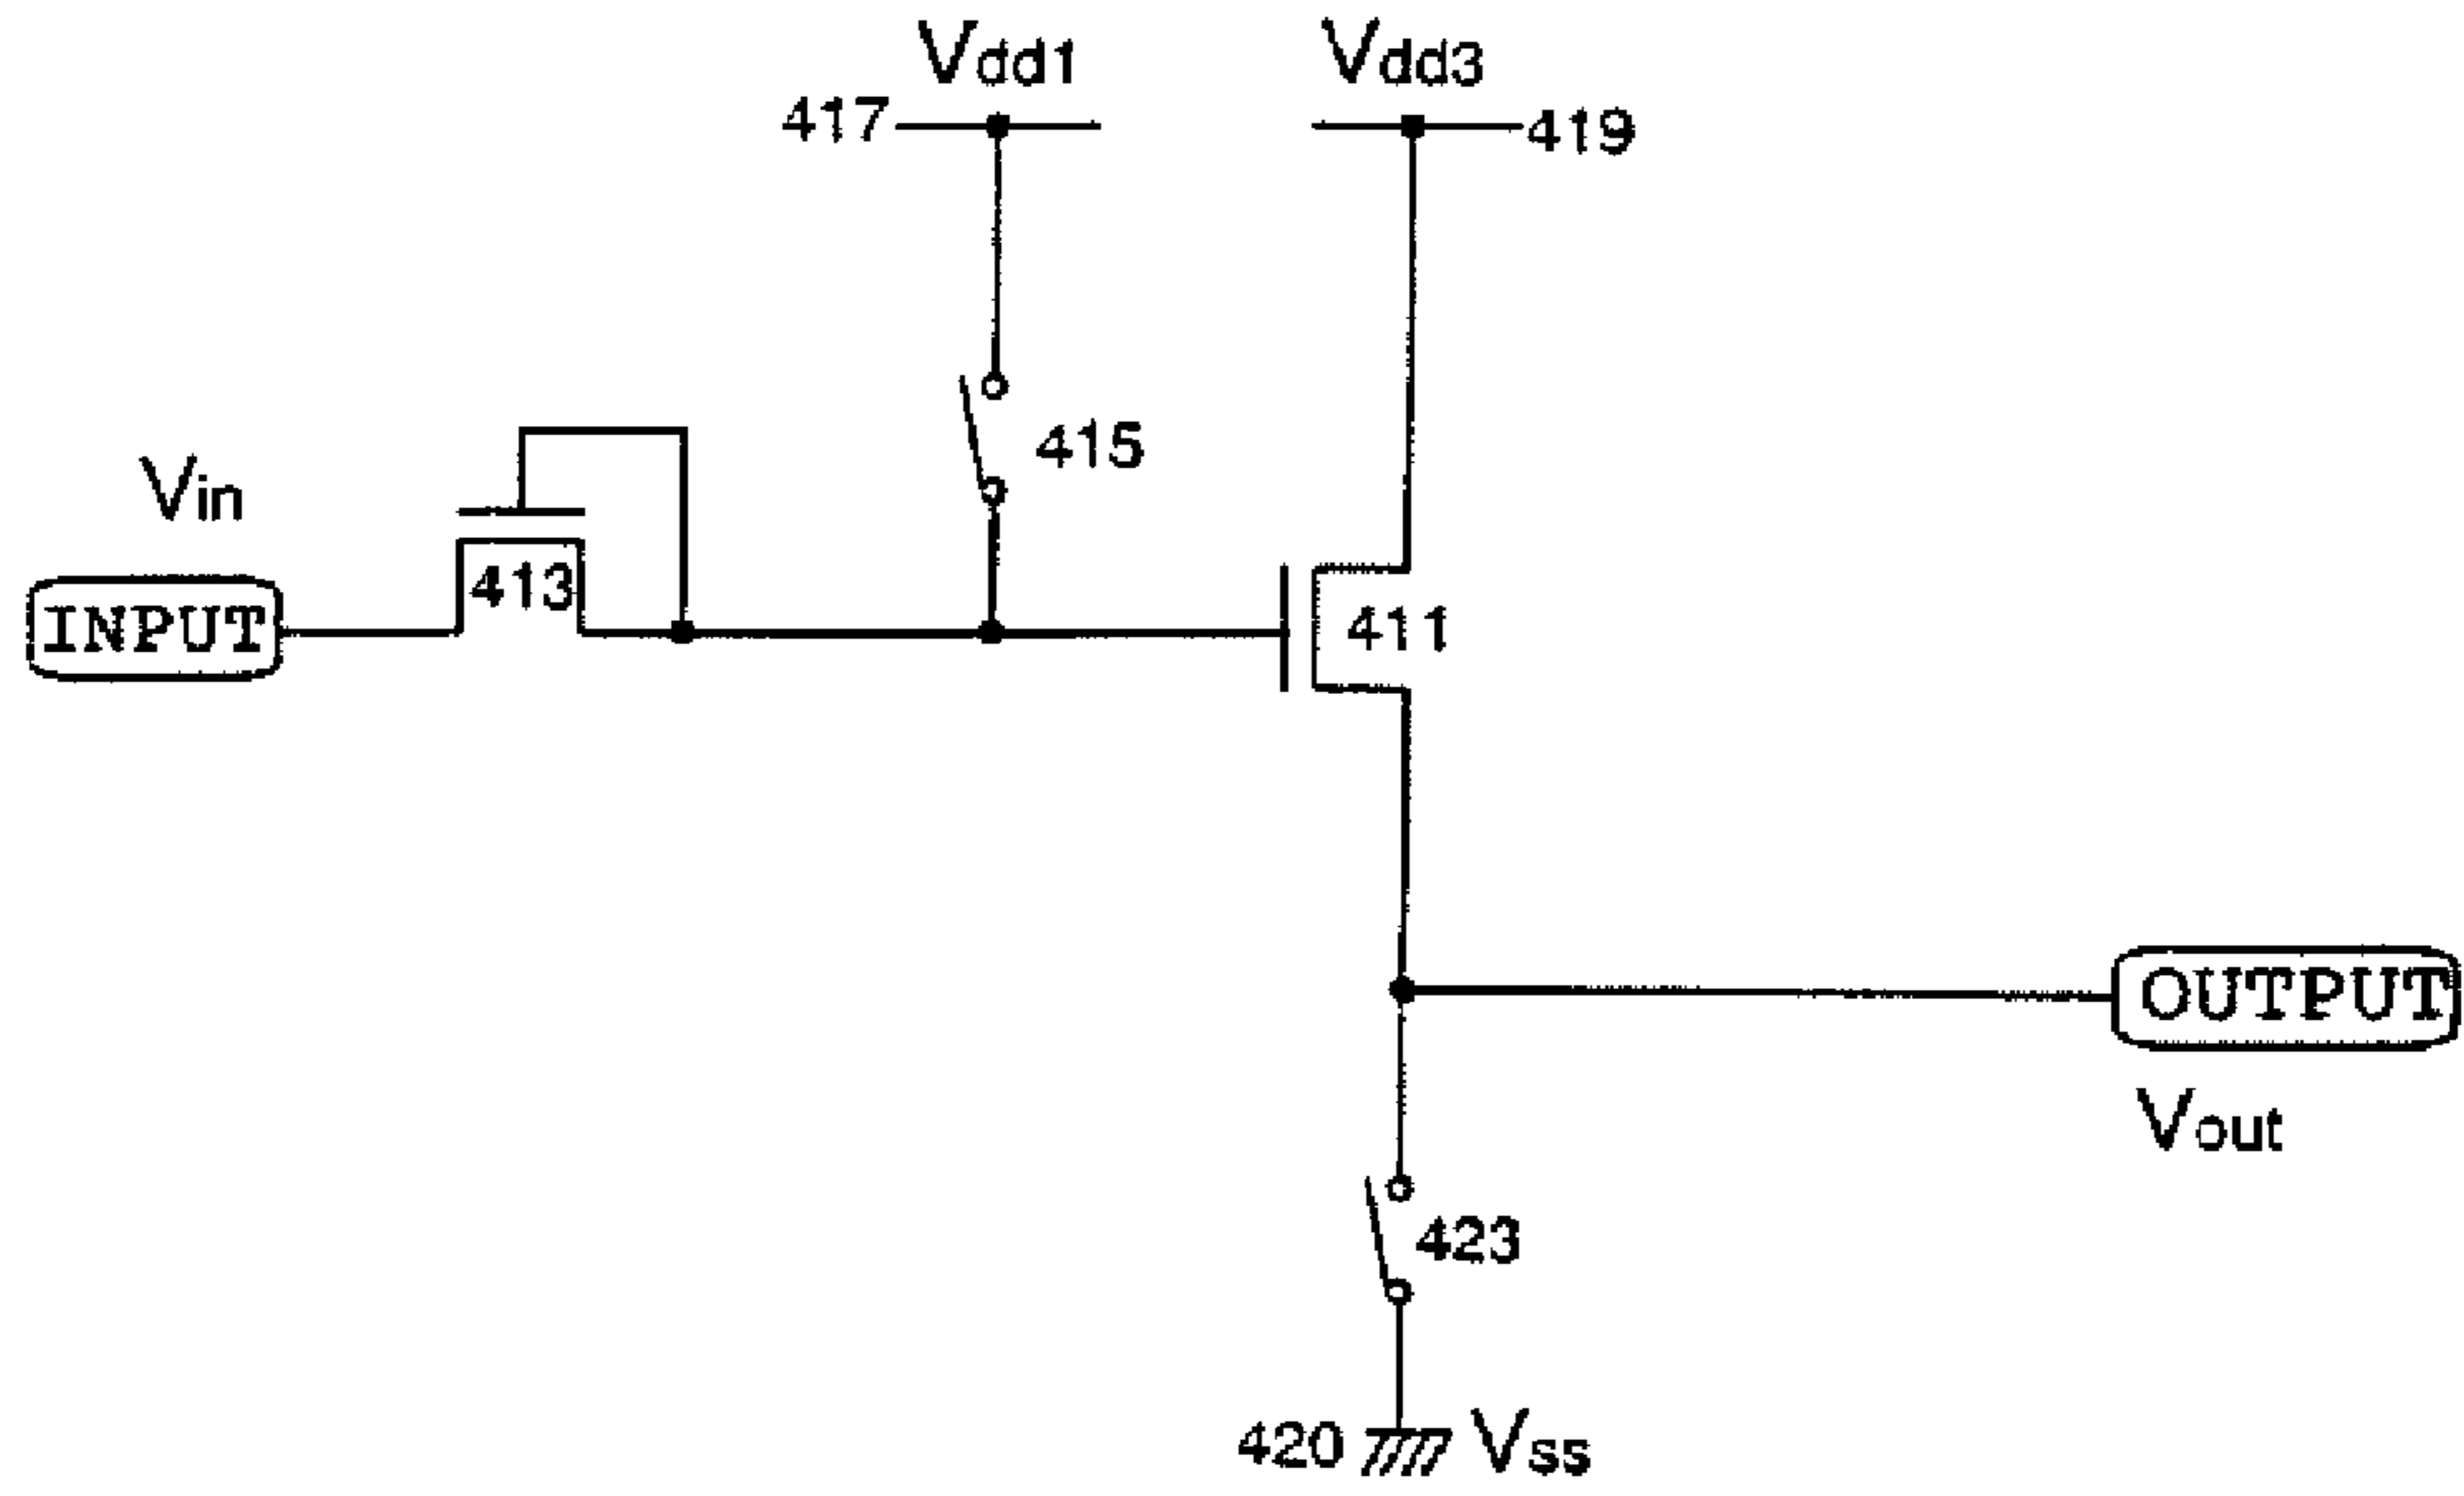 Vdd1
Vdd3
417
419
415
Vin
413
INPUT
411
OUTPUT
Vout
423
420
Vss